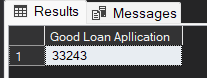 Results Messages
Good Loan Apllication
1 33243